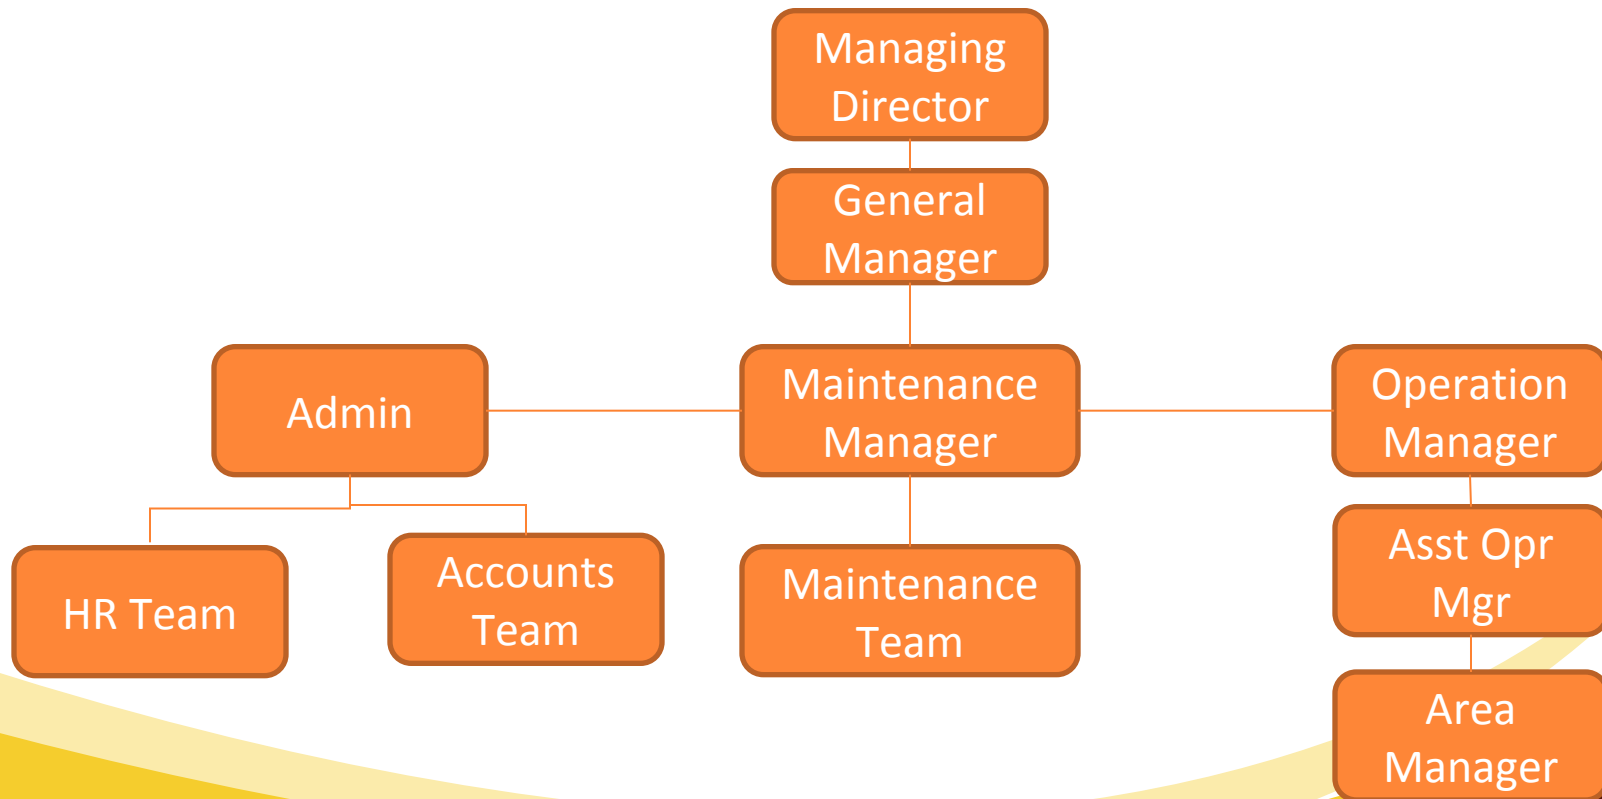 Managing
Director
General
Manager
Admin
Maintenance
Manager
Operation
Manager
HR Team
Accounts
Team
Maintenance
Team
Asst Opr
Mgr
Area
Manager